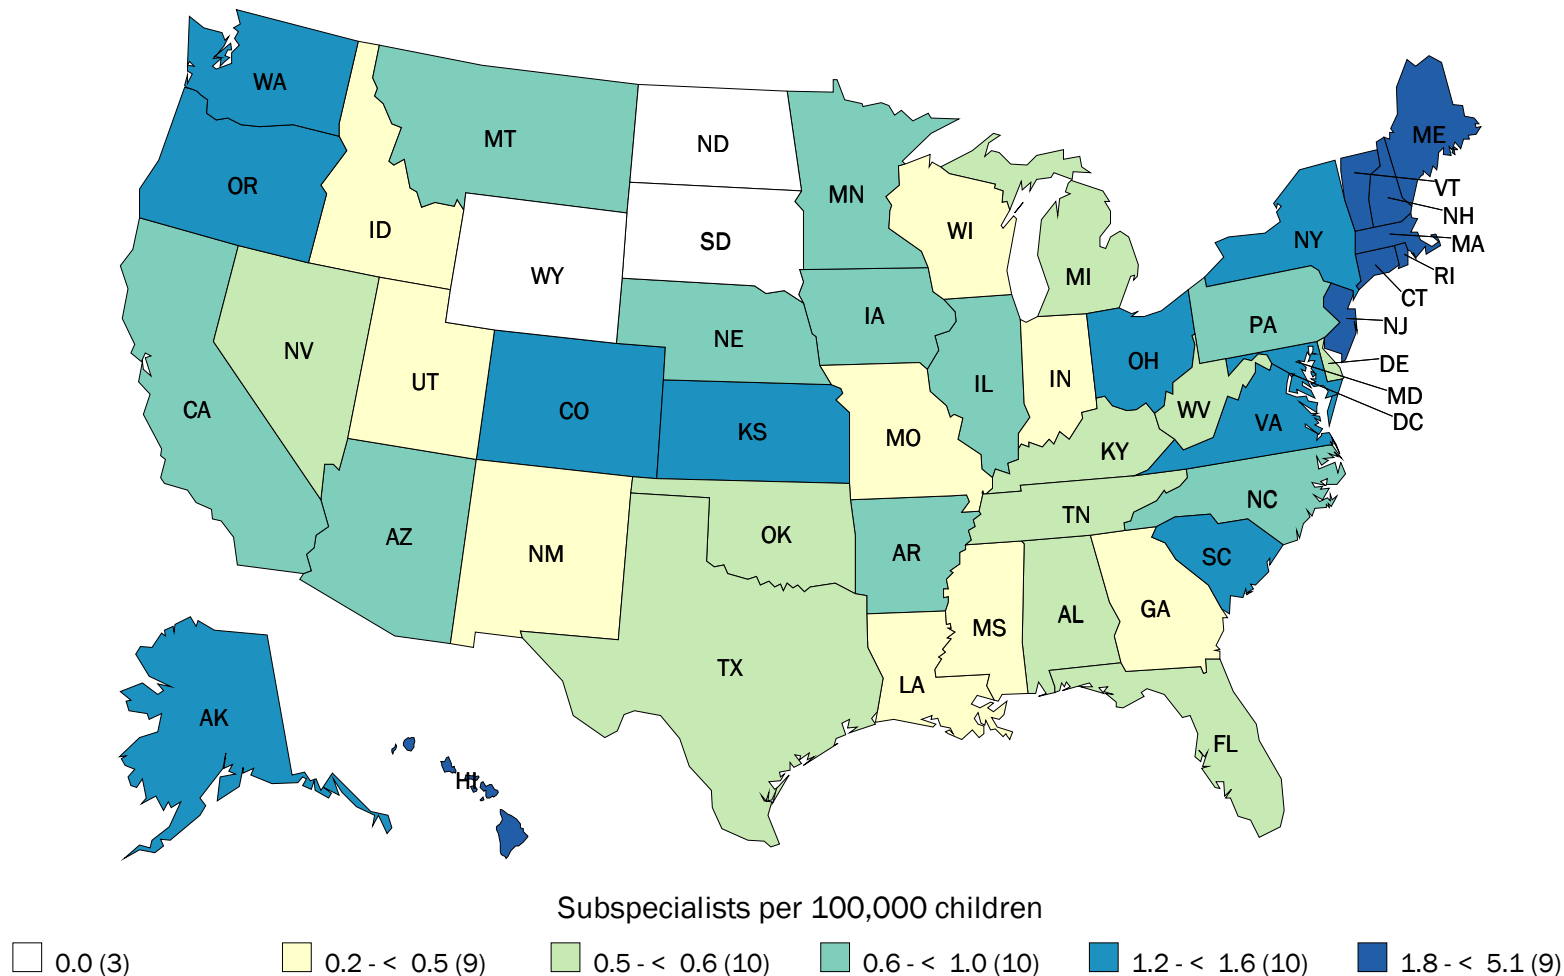 WA
ME
MT
ND
VT
OR
MN
NH
ID
WI
NY
MA
SD
WY
MI
RI
CT
IA
PA
NJ
NE
NV
OH
DE
UT
IL
IN
MD
CA
CO
WV
DC
KS
MO
VA
KY
NC
TN
AZ
OK
NM
AR
SC
GA
MS
AL
TX
LA
AK
FL
HI
Subspecialists per 100,000 children
0.0 (3) 0.2 - < 0.5 (9) 0.5 - < 0.6 (10) 0.6 - < 1.0 (10) 1.2 - < 1.6 (10) 1.8 - < 5.1 (9)